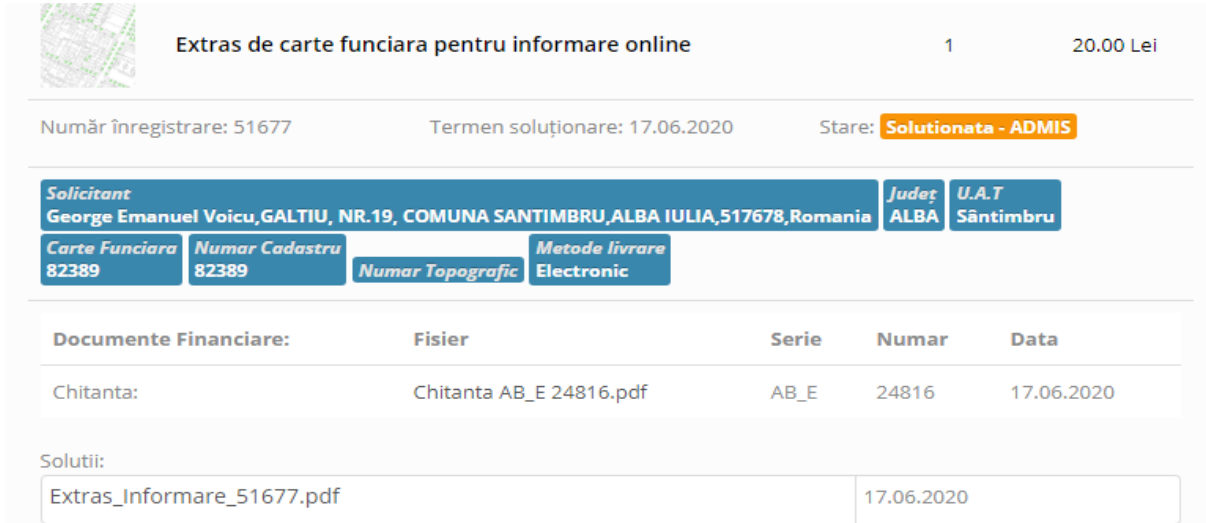 Extras de carte funciara pentru informare online 1 20.00 Lei
Număr înregistrare: 51677 Termen soluționare: 17.06.2020 Stare: Solutionata - ADMIS
Solicitant Județ U.A.T
George Emanuel Voicu,GALTIU, NR.19, COMUNA SANTIMBRU,ALBA IULIA,517678,Romania ALBA Sântimbru
Carte Funciara Numar Cadastru Metode livrare
82389 82389 Numar Topografic Electronic
Documente Financiare: Fisier Serie Numar Data
Chitanta: Chitanta AB_E 24816.pdf AB_E 24816 17.06.2020
Solutii:
Extras_Informare_51677.pdf 17.06.2020